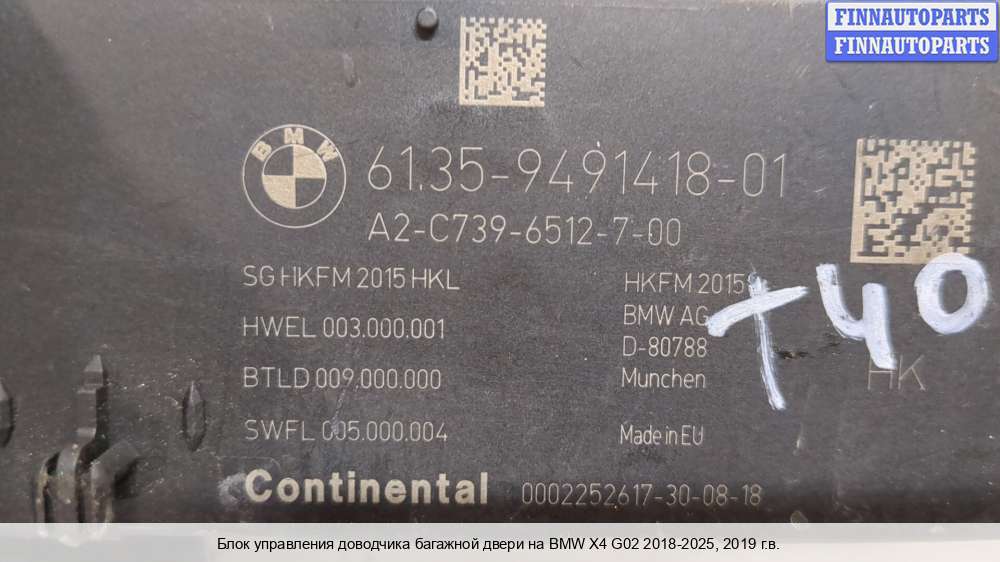 FINNAUTOPARTS
FINNAUTOPARTS
BMW
61.35-9491418-01
A2-C739-6512-7-00
SG HKFM 2015 HKL
HWEL 003.000.001
BTLD 009.000.000
SWFL 005.000.004
HKFM 2015
BMW AG
D-80788
Munchen
Made in EU
T40
HK
Continental 0002252617-30-08-18
Блок управления доводчика багажной двери на BMW X4 G02 2018-2025, 2019 г.в.